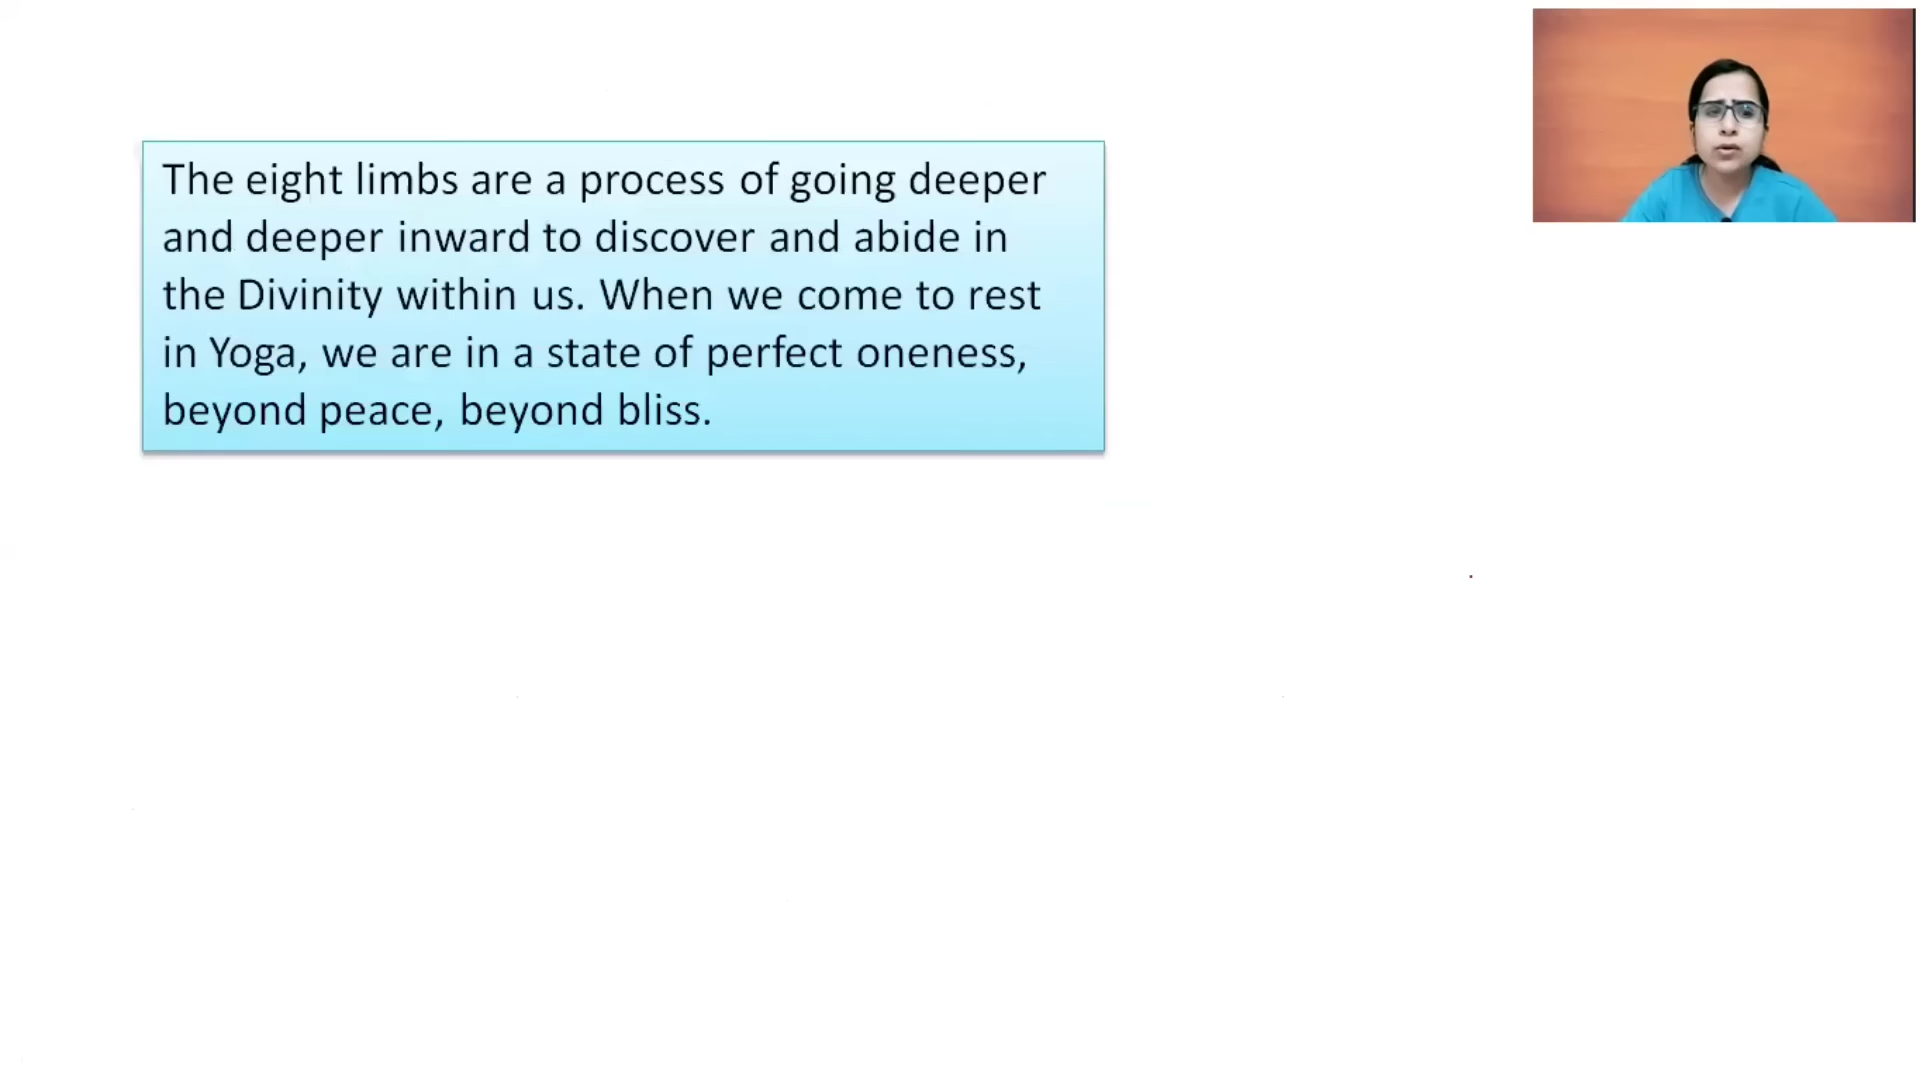 The eight limbs are a process of going deeper
and deeper inward to discover and abide in
the Divinity within us. When we come to rest
in Yoga, we are in a state of perfect oneness,
beyond peace, beyond bliss.